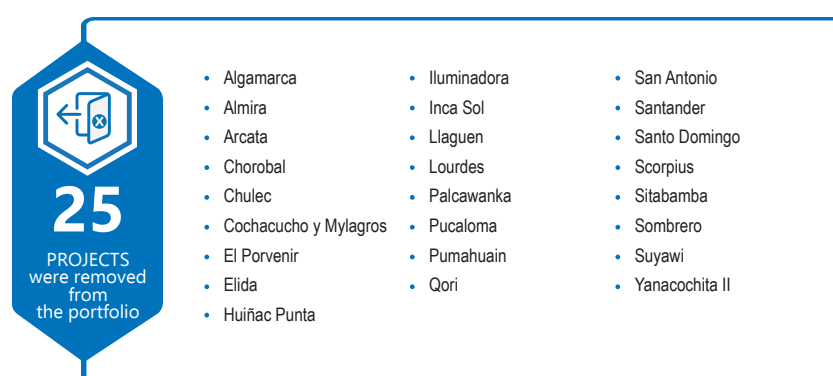 25
PROJECTS
were removed
from
the portfolio
• Algamarca
• Almira
• Arcata
• Chorobal
• Chulec
• Cochacucho y Mylagros
• El Porvenir
• Elida
• Huiñac Punta
• Iluminadora
• Inca Sol
• Llaguen
• Lourdes
• Palcawanka
• Pucaloma
• Pumahuain
• Qori
• San Antonio
• Santander
• Santo Domingo
• Scorpius
• Sitabamba
• Sombrero
• Suyawi
• Yanacochita II